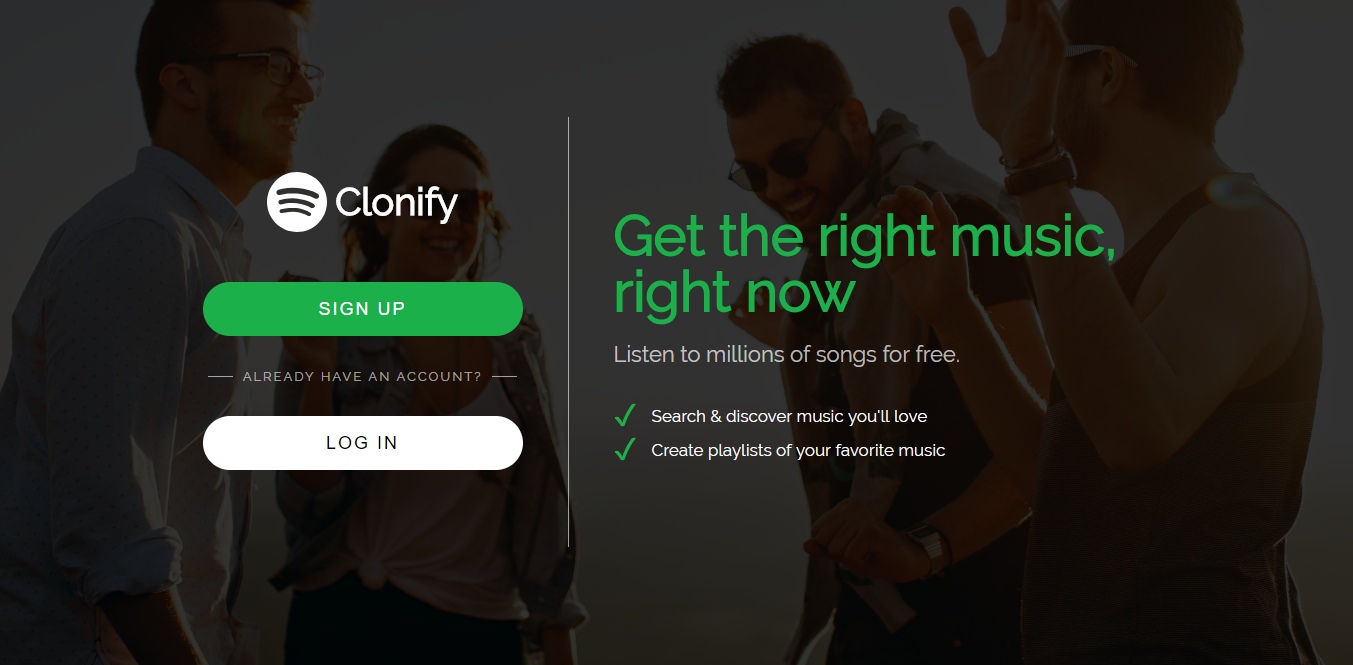 Clonify
SIGN UP
ALREADY HAVE AN ACCOUNT?
LOG IN
Get the right music,
right now
Listen to millions of songs for free.
Search & discover music you'll love
Create playlists of your favorite music